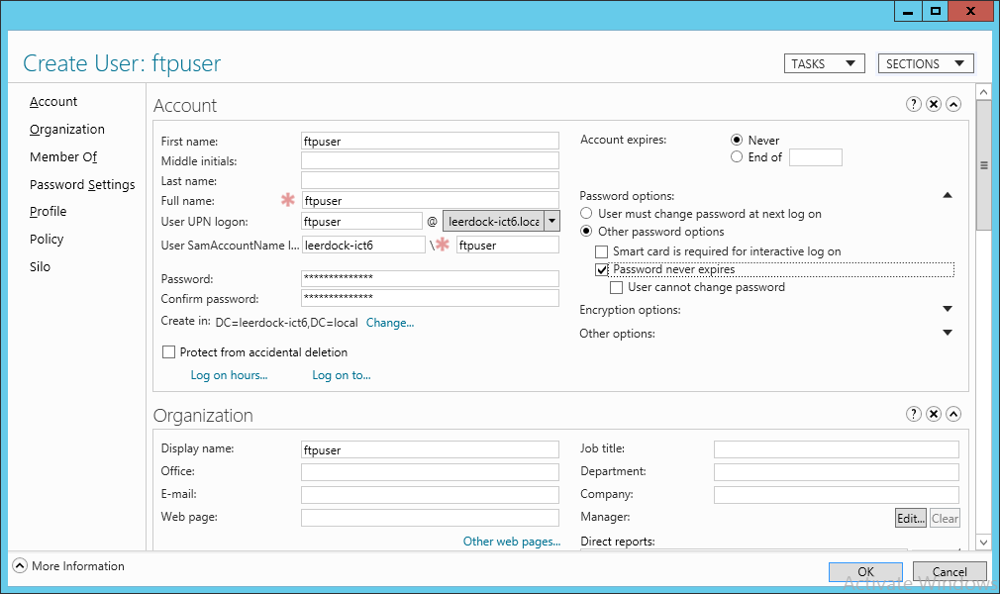 Create User: ftpuser
TASKS
SECTIONS
Account
Organization
Member Of
Password Settings
Profile
Policy
Silo
Account
First name: ftpuser
Middle initials:
Last name:
Full name: * ftpuser
User UPN logon: ftpuser @ leerdock-ict6.loca
User SamAccountName l... leerdock-ict6 \* ftpuser
Password: **************
Confirm password: **************
Create in: DC=leerdock-ict6,DC=local Change...
Protect from accidental deletion
Log on hours... Log on to...
Account expires: Never
End of
Password options:
User must change password at next log on
Other password options
Smart card is required for interactive log on
Password never expires
User cannot change password
Encryption options:
Other options:
Organization
Display name: ftpuser
Office:
E-mail:
Web page:
Other web pages...
Job title:
Department:
Company:
Manager: Edit... Clear
Direct reports:
More Information
OK Cancel
Activate Windows